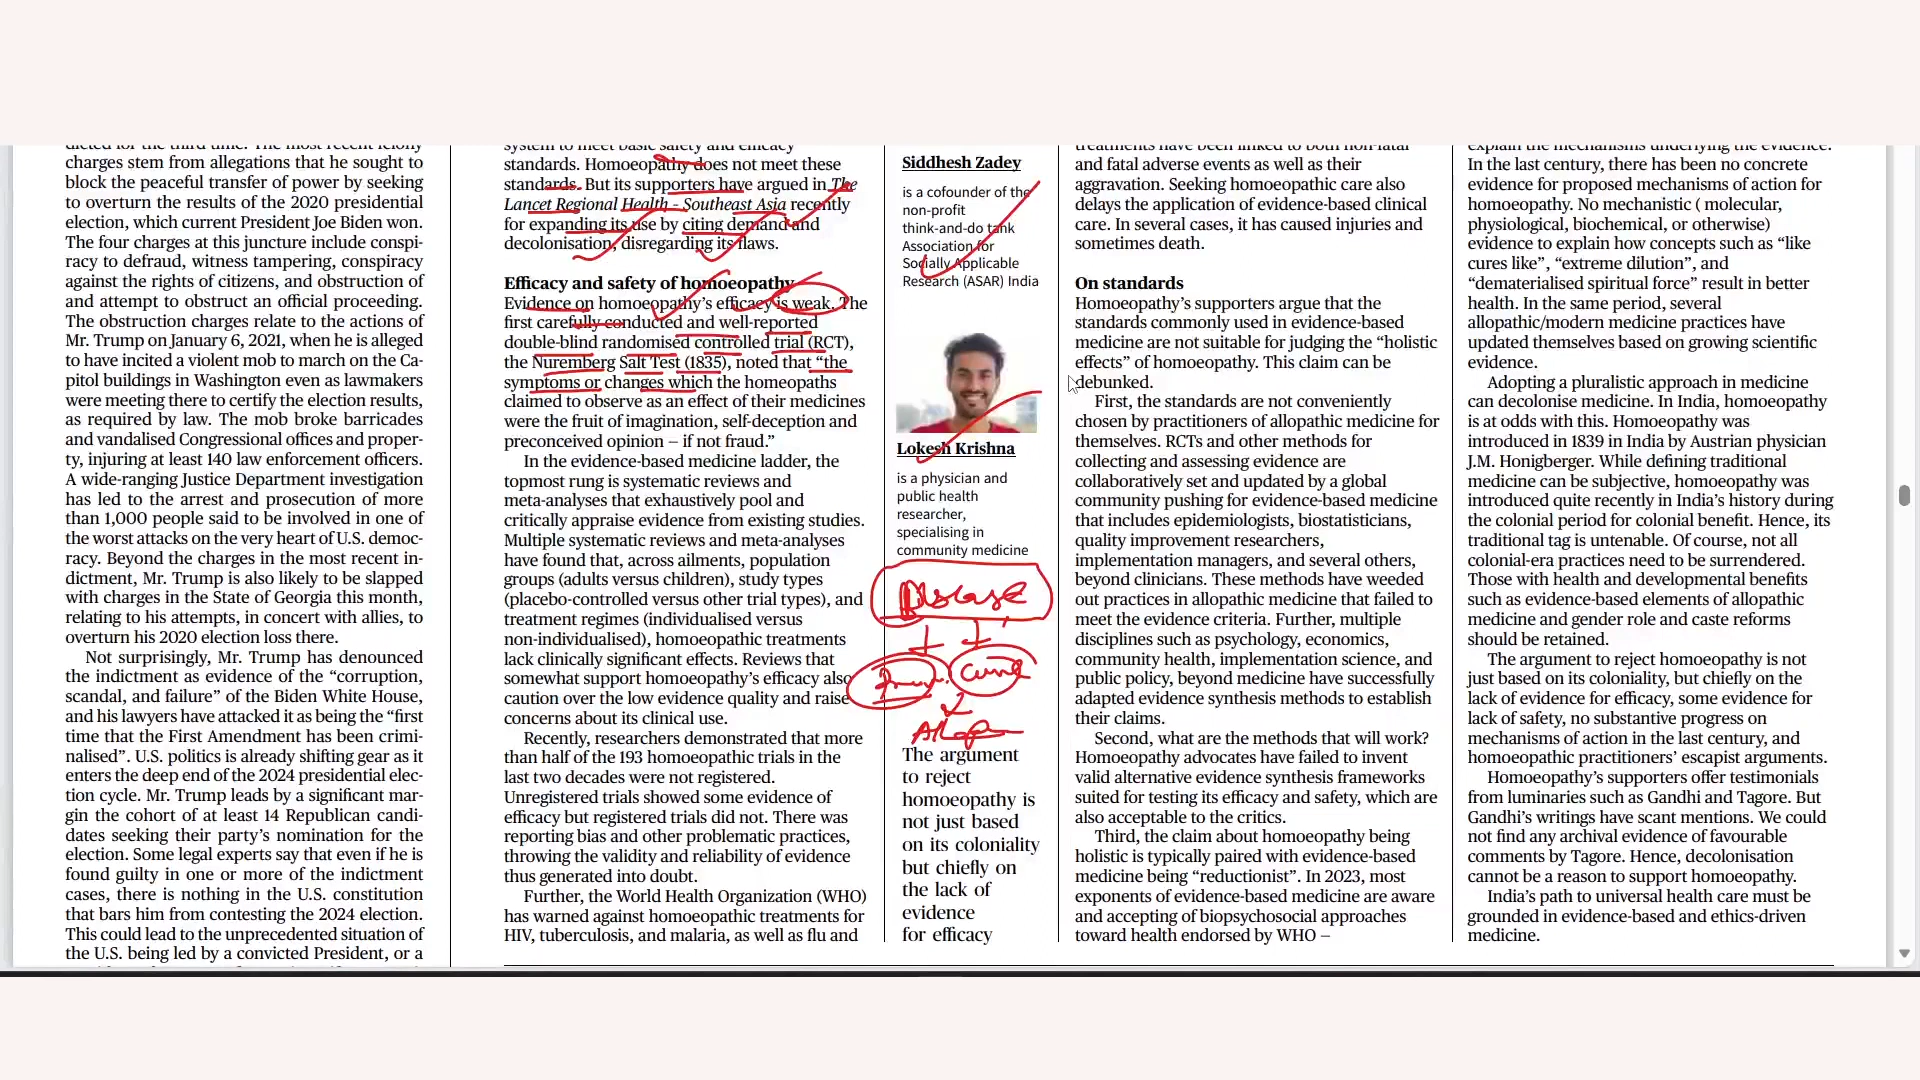 charges stem from allegations that he sought to
block the peaceful transfer of power by seeking
to overturn the results of the 2020 presidential
election, which current President Joe Biden won.
The four charges at this juncture include conspi-
racy to defraud, witness tampering, conspiracy
against the rights of citizens, and obstruction of
and attempt to obstruct an official proceeding.
The obstruction charges relate to the actions of
Mr. Trump on January 6, 2021, when he is alleged
to have incited a violent mob to march on the Ca-
pitol buildings in Washington even as lawmakers
were meeting there to certify the election results,
as required by law. The mob broke barricades
and vandalised Congressional offices and proper-
ty, injuring at least 140 law enforcement officers.
A wide-ranging Justice Department investigation
has led to the arrest and prosecution of more
than 1,000 people said to be involved in one of
the worst attacks on the very heart of U.S. democ-
racy. Beyond the charges in the most recent in-
dictment, Mr. Trump is also likely to be slapped
with charges in the State of Georgia this month,
relating to his attempts, in concert with allies, to
overturn his 2020 election loss there.
Not surprisingly, Mr. Trump has denounced
the indictment as evidence of the “corruption,
scandal, and failure” of the Biden White House,
and his lawyers have attacked it as being the “first
time that the First Amendment has been crimi-
nalised”. U.S. politics is already shifting gear as it
enters the deep end of the 2024 presidential elec-
tion cycle. Mr. Trump leads by a significant mar-
gin the cohort of at least 14 Republican candi-
dates seeking their party’s nomination for the
election. Some legal experts say that even if he is
found guilty in one or more of the indictment
cases, there is nothing in the U.S. constitution
that bars him from contesting the 2024 election.
This could lead to the unprecedented situation of
the U.S. being led by a convicted President, or a
system to meet basic safety and efficacy
standards. Homoeopathy does not meet these
standards. But its supporters have argued in The
Lancet Regional Health - Southeast Asia recently
for expanding its use by citing demand and
decolonisation, disregarding its flaws.
Efficacy and safety of homoeopathy
Evidence on homoeopathy’s efficacy is weak. The
first carefully conducted and well-reported
double-blind randomised controlled trial (RCT),
the Nuremberg Salt Test (1835), noted that “the
symptoms or changes which the homeopaths
claimed to observe as an effect of their medicines
were the fruit of imagination, self-deception and
preconceived opinion – if not fraud.”
In the evidence-based medicine ladder, the
topmost rung is systematic reviews and
meta-analyses that exhaustively pool and
critically appraise evidence from existing studies.
Multiple systematic reviews and meta-analyses
have found that, across ailments, population
groups (adults versus children), study types
(placebo-controlled versus other trial types), and
treatment regimes (individualised versus
non-individualised), homoeopathic treatments
lack clinically significant effects. Reviews that
somewhat support homoeopathy’s efficacy also
caution over the low evidence quality and raise
concerns about its clinical use.
Recently, researchers demonstrated that more
than half of the 193 homoeopathic trials in the
last two decades were not registered.
Unregistered trials showed some evidence of
efficacy but registered trials did not. There was
reporting bias and other problematic practices,
throwing the validity and reliability of evidence
thus generated into doubt.
Further, the World Health Organization (WHO)
has warned against homoeopathic treatments for
HIV, tuberculosis, and malaria, as well as flu and
Siddhesh Zadey
is a cofounder of the
non-profit
think-and-do tank
Association for
Socially Applicable
Research (ASAR) India
Lokesh Krishna
is a physician and
public health
researcher,
specialising in
community medicine
Disease
The argument
to reject
homoeopathy is
not just based
on its coloniality
but chiefly on
the lack of
evidence
for efficacy
treatments have been linked to both non-fatal
and fatal adverse events as well as their
aggravation. Seeking homoeopathic care also
delays the application of evidence-based clinical
care. In several cases, it has caused injuries and
sometimes death.
On standards
Homoeopathy’s supporters argue that the
standards commonly used in evidence-based
medicine are not suitable for judging the “holistic
effects” of homoeopathy. This claim can be
debunked.
First, the standards are not conveniently
chosen by practitioners of allopathic medicine for
themselves. RCTs and other methods for
collecting and assessing evidence are
collaboratively set and updated by a global
community pushing for evidence-based medicine
that includes epidemiologists, biostatisticians,
quality improvement researchers,
implementation managers, and several others,
beyond clinicians. These methods have weeded
out practices in allopathic medicine that failed to
meet the evidence criteria. Further, multiple
disciplines such as psychology, economics,
community health, implementation science, and
public policy, beyond medicine have successfully
adapted evidence synthesis methods to establish
their claims.
Second, what are the methods that will work?
Homoeopathy advocates have failed to invent
valid alternative evidence synthesis frameworks
suited for testing its efficacy and safety, which are
also acceptable to the critics.
Third, the claim about homoeopathy being
holistic is typically paired with evidence-based
medicine being “reductionist”. In 2023, most
exponents of evidence-based medicine are aware
and accepting of biopsychosocial approaches
toward health endorsed by WHO –
explain the mechanisms underlying the evidence.
In the last century, there has been no concrete
evidence for proposed mechanisms of action for
homoeopathy. No mechanistic ( molecular,
physiological, biochemical, or otherwise)
evidence to explain how concepts such as “like
cures like”, “extreme dilution”, and
“dematerialised spiritual force” result in better
health. In the same period, several
allopathic/modern medicine practices have
updated themselves based on growing scientific
evidence.
Adopting a pluralistic approach in medicine
can decolonise medicine. In India, homoeopathy
is at odds with this. Homoeopathy was
introduced in 1839 in India by Austrian physician
J.M. Honigberger. While defining traditional
medicine can be subjective, homoeopathy was
introduced quite recently in India’s history during
the colonial period for colonial benefit. Hence, its
traditional tag is untenable. Of course, not all
colonial-era practices need to be surrendered.
Those with health and developmental benefits
such as evidence-based elements of allopathic
medicine and gender role and caste reforms
should be retained.
The argument to reject homoeopathy is not
just based on its coloniality, but chiefly on the
lack of evidence for efficacy, some evidence for
lack of safety, no substantive progress on
mechanisms of action in the last century, and
homoeopathic practitioners’ escapist arguments.
Homoeopathy’s supporters offer testimonials
from luminaries such as Gandhi and Tagore. But
Gandhi’s writings have scant mentions. We could
not find any archival evidence of favourable
comments by Tagore. Hence, decolonisation
cannot be a reason to support homoeopathy.
India’s path to universal health care must be
grounded in evidence-based and ethics-driven
medicine.